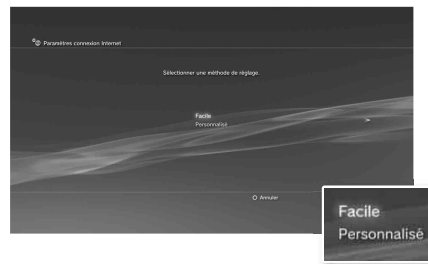 Paramètres connexion Internet
Sélectionner une méthode de réglage.
Facile
Personnalisé
Annuler
Facile
Personnalisé